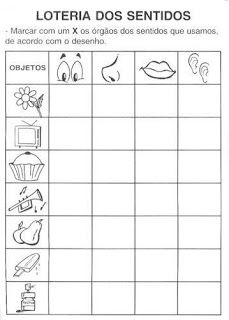 LOTERIA DOS SENTIDOS
- Marcar com um X os órgãos dos sentidos que usamos,
de acordo com o desenho.
OBJETOS